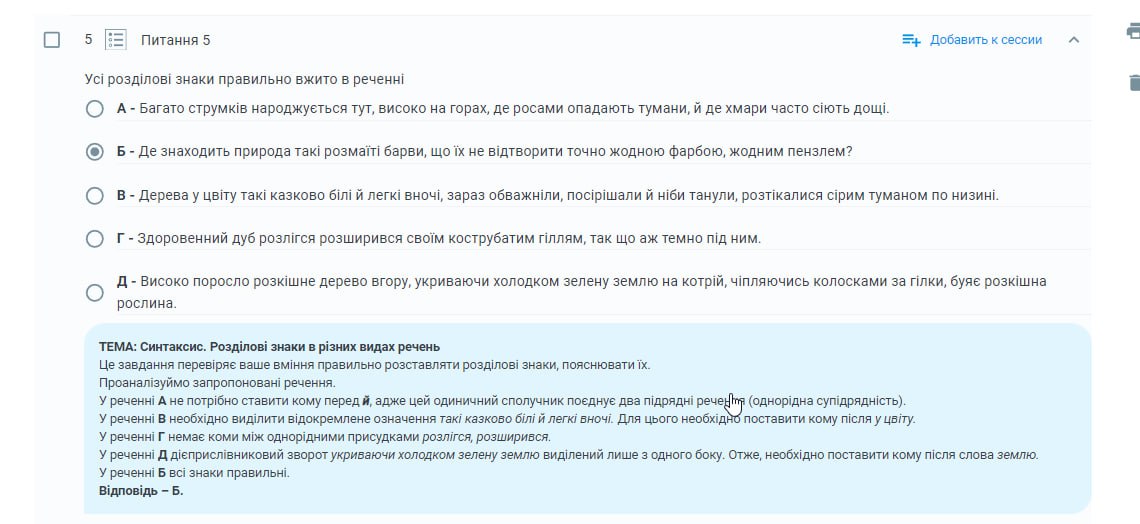 5 Питання 5 Добавить к сессии
Усі розділові знаки правильно вжито в реченні
А - Багато струмків народжується тут, високо на горах, де росами опадають тумани, й де хмари часто сіють дощі.
Б - Де знаходить природа такі розмаїті барви, що їх не відтворити точно жодною фарбою, жодним пензлем?
В - Дерева у цвіту такі казково білі й легкі вночі, зараз обважніли, посірішали й ніби танули, розтікалися сірим туманом по низині.
Г - Здоровенний дуб розлігся розширився своїм кострубатим гіллям, так що аж темно під ним.
Д - Високо поросло розкішне дерево вгору, укриваючи холодком зелену землю на котрій, чіпляючись колосками за гілки, буяє розкішна
рослина.
ТЕМА: Синтаксис. Розділові знаки в різних видах речень
Це завдання перевіряє ваше вміння правильно розставляти розділові знаки, пояснювати їх.
Проаналізуймо запропоновані речення.
У реченні А не потрібно ставити кому перед й, адже цей одиничний сполучник поєднує два підрядні речення (однорідна супідрядність).
У реченні В необхідно виділити відокремлене означення такі казково білі й легкі вночі. Для цього необхідно поставити кому після у цвіту.
У реченні Г немає коми між однорідними присудками розлігся, розширився.
У реченні Д дієприслівниковий зворот укриваючи холодком зелену землю виділений лише з одного боку. Отже, необхідно поставити кому після слова землю.
У реченні Б всі знаки правильні.
Відповідь – Б.